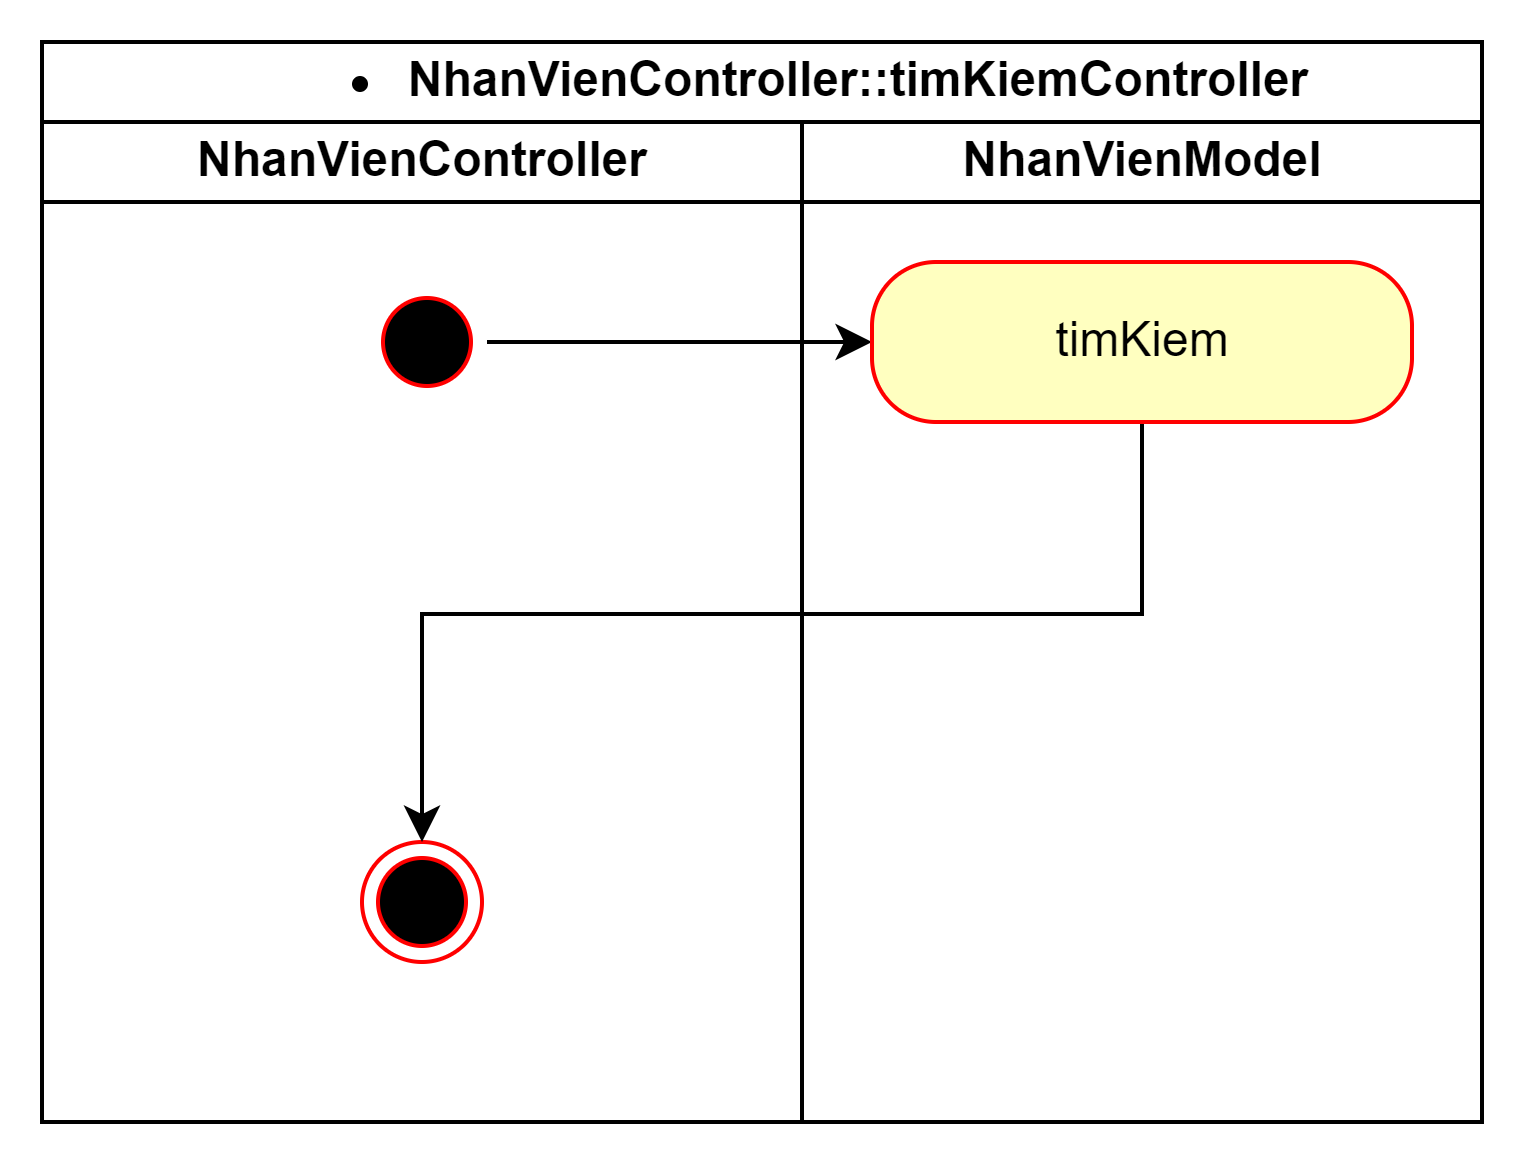 • NhanVienController::timKiemController
NhanVienController
NhanVienModel
timKiem